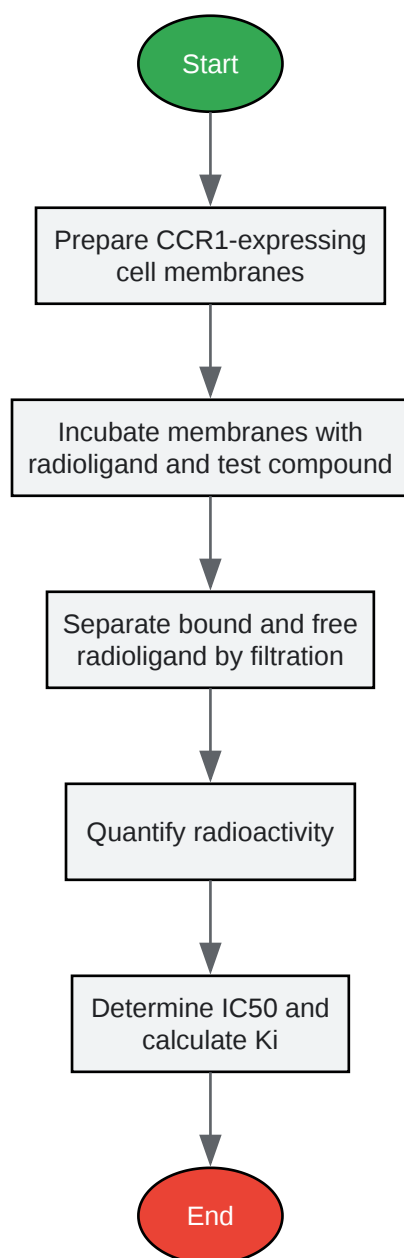 Start
Prepare CCR1-expressing
cell membranes
Incubate membranes with
radioligand and test compound
Separate bound and free
radioligand by filtration
Quantify radioactivity
Determine IC50 and
calculate Ki
End